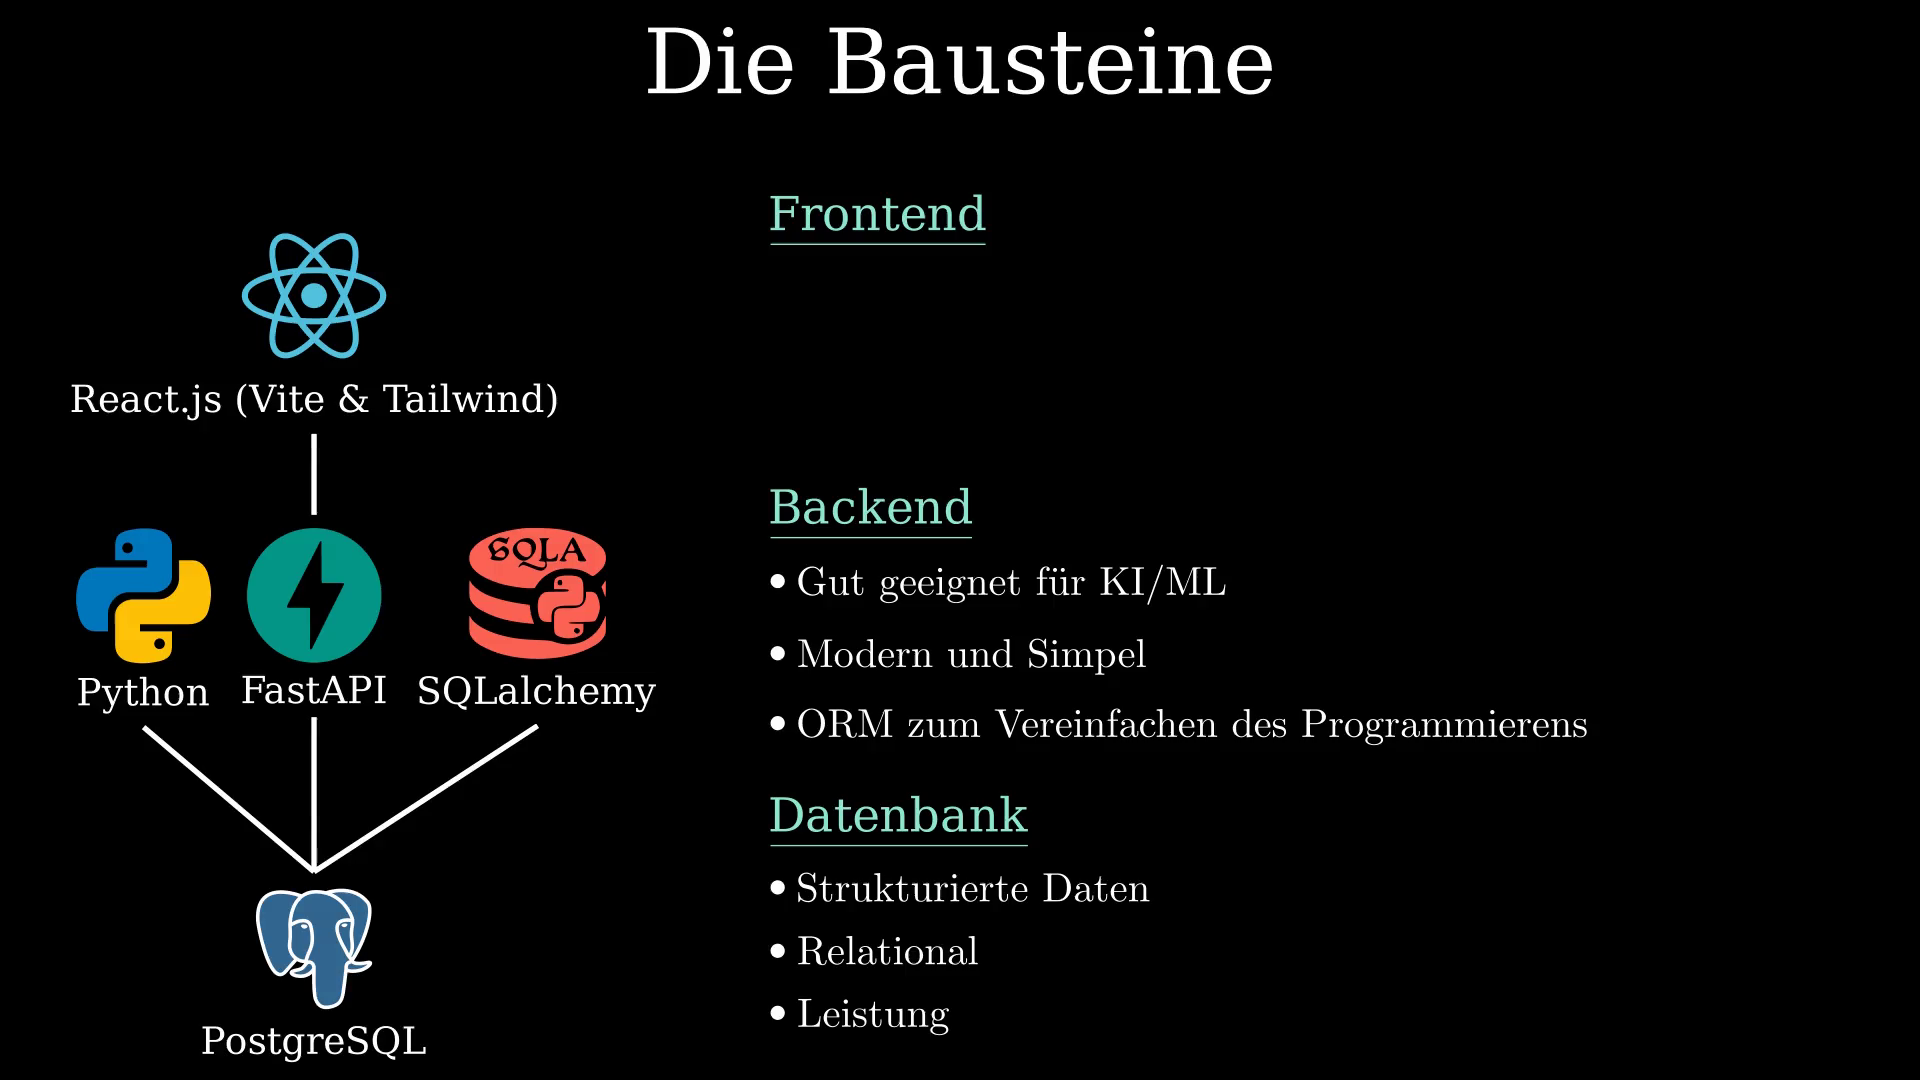 Die Bausteine
Frontend
React.js (Vite & Tailwind)
Backend
SQLA
• Gut geeignet für KI/ML
• Modern und Simpel
Python FastAPI SQLalchemy
• ORM zum Vereinfachen des Programmierens
Datenbank
• Strukturierte Daten
• Relational
• Leistung
PostgreSQL